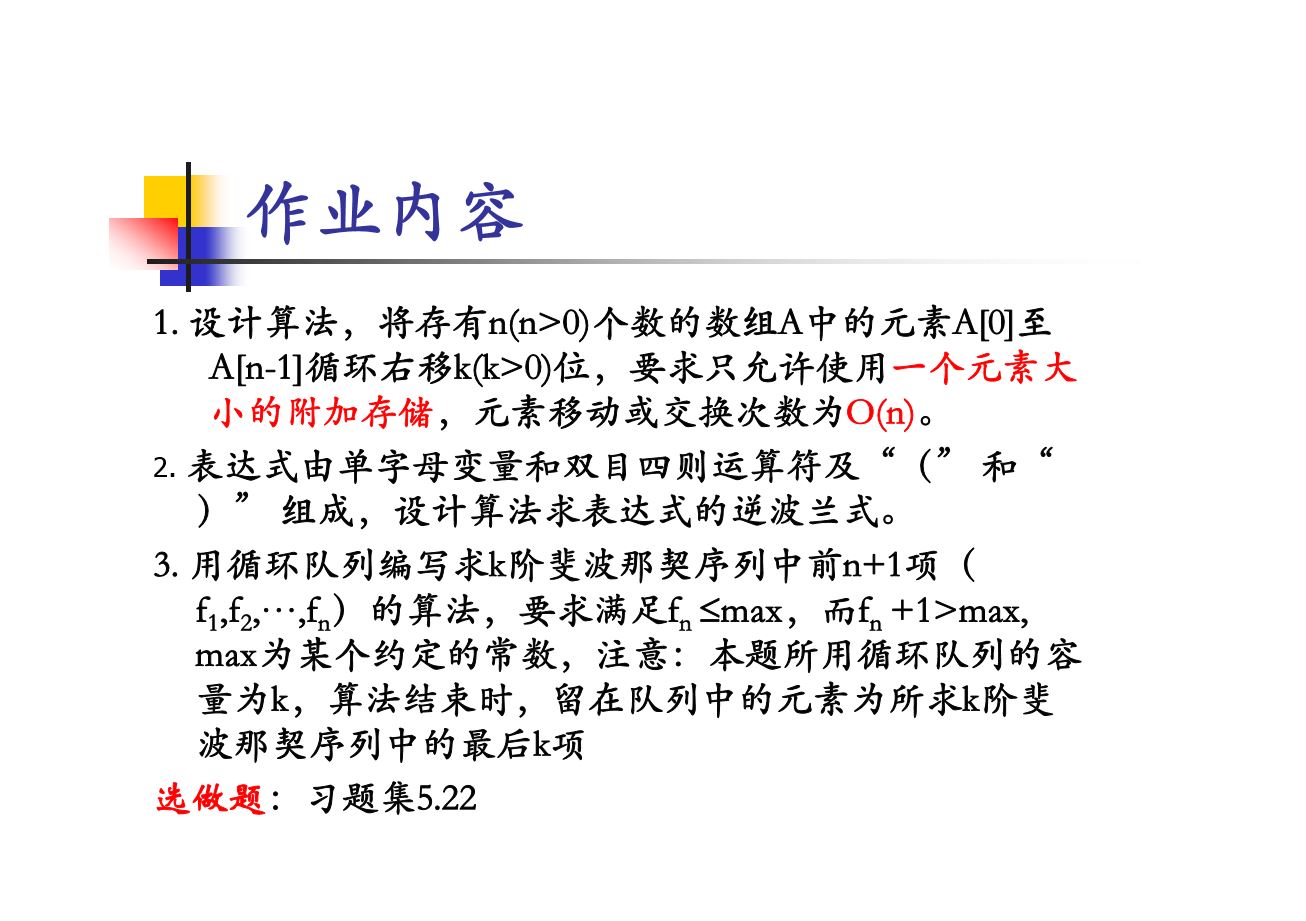 作业内容
1. 设计算法，将存有n(n>0)个数的数组A中的元素A[0]至
A[n-1]循环右移k(k>0)位，要求只允许使用一个元素大
小的附加存储，元素移动或交换次数为O(n)。
2. 表达式由单字母变量和双目四则运算符及“（” 和“
）” 组成，设计算法求表达式的逆波兰式。
3. 用循环队列编写求k阶斐波那契序列中前n+1项（
f1,f2,…,fn）的算法，要求满足fn ≤max，而fn +1>max,
max为某个约定的常数，注意：本题所用循环队列的容
量为k，算法结束时，留在队列中的元素为所求k阶斐
波那契序列中的最后k项
选做题：习题集5.22